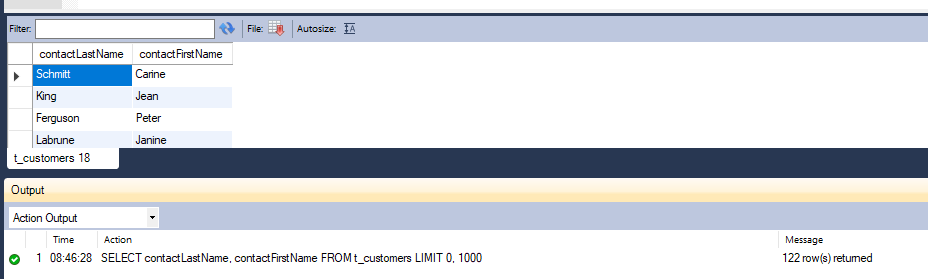 Filter: File: Autosize:
contactLastName contactFirstName
Schmitt Carine
King Jean
Ferguson Peter
Labrune Janine
t_customers 18
Output
Action Output
Time Action Message
1 08:46:28 SELECT contactLastName, contactFirstName FROM t_customers LIMIT 0, 1000 122 row(s) returned